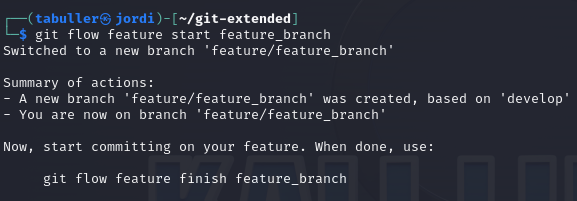 ┌──(tabuller㉿jordi)-[~/git-extended]
└─$ git flow feature start feature_branch
Switched to a new branch 'feature/feature_branch'
Summary of actions:
- A new branch 'feature/feature_branch' was created, based on 'develop'
- You are now on branch 'feature/feature_branch'
Now, start committing on your feature. When done, use:
git flow feature finish feature_branch